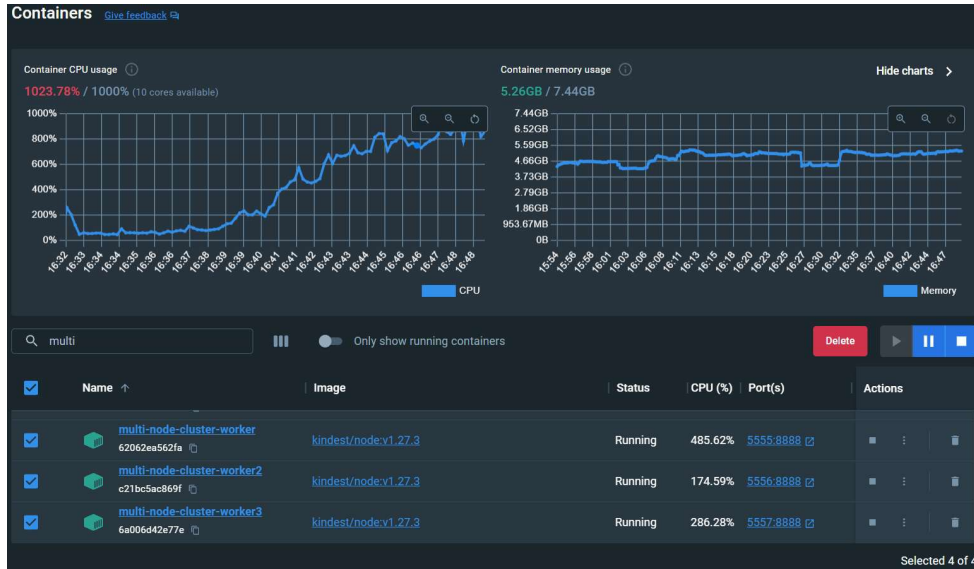 Containers Give feedback
Container CPU usage
1023.78% / 1000% (10 cores available)
1000%
800%
600%
400%
200%
0%
16:32 16:33 16:34 16:34 16:35 16:36 16:36 16:37 16:38 16:39 16:39 16:40 16:41 16:41 16:42 16:43 16:43 16:44 16:45 16:46 16:46 16:47 16:48 16:48
CPU
Container memory usage
5.26GB / 7.44GB
Hide charts
7.44GB
6.52GB
5.59GB
4.66GB
3.73GB
2.79GB
1.86GB
953.67MB
0B
15:54 15:56 15:58 16:01 16:03 16:06 16:08 16:11 16:13 16:15 16:18 16:20 16:23 16:25 16:27 16:30 16:32 16:35 16:37 16:40 16:42 16:44 16:47
Memory
multi
Only show running containers
Delete
Name Image Status CPU (%) Port(s) Actions
multi-node-cluster-worker
62062ea562fa
kindest/node:v1.27.3 Running 485.62% 5555:8888
multi-node-cluster-worker2
c21bc5ac869f
kindest/node:v1.27.3 Running 174.59% 5556:8888
multi-node-cluster-worker3
6a006d42e77e
kindest/node:v1.27.3 Running 286.28% 5557:8888
Selected 4 of 4